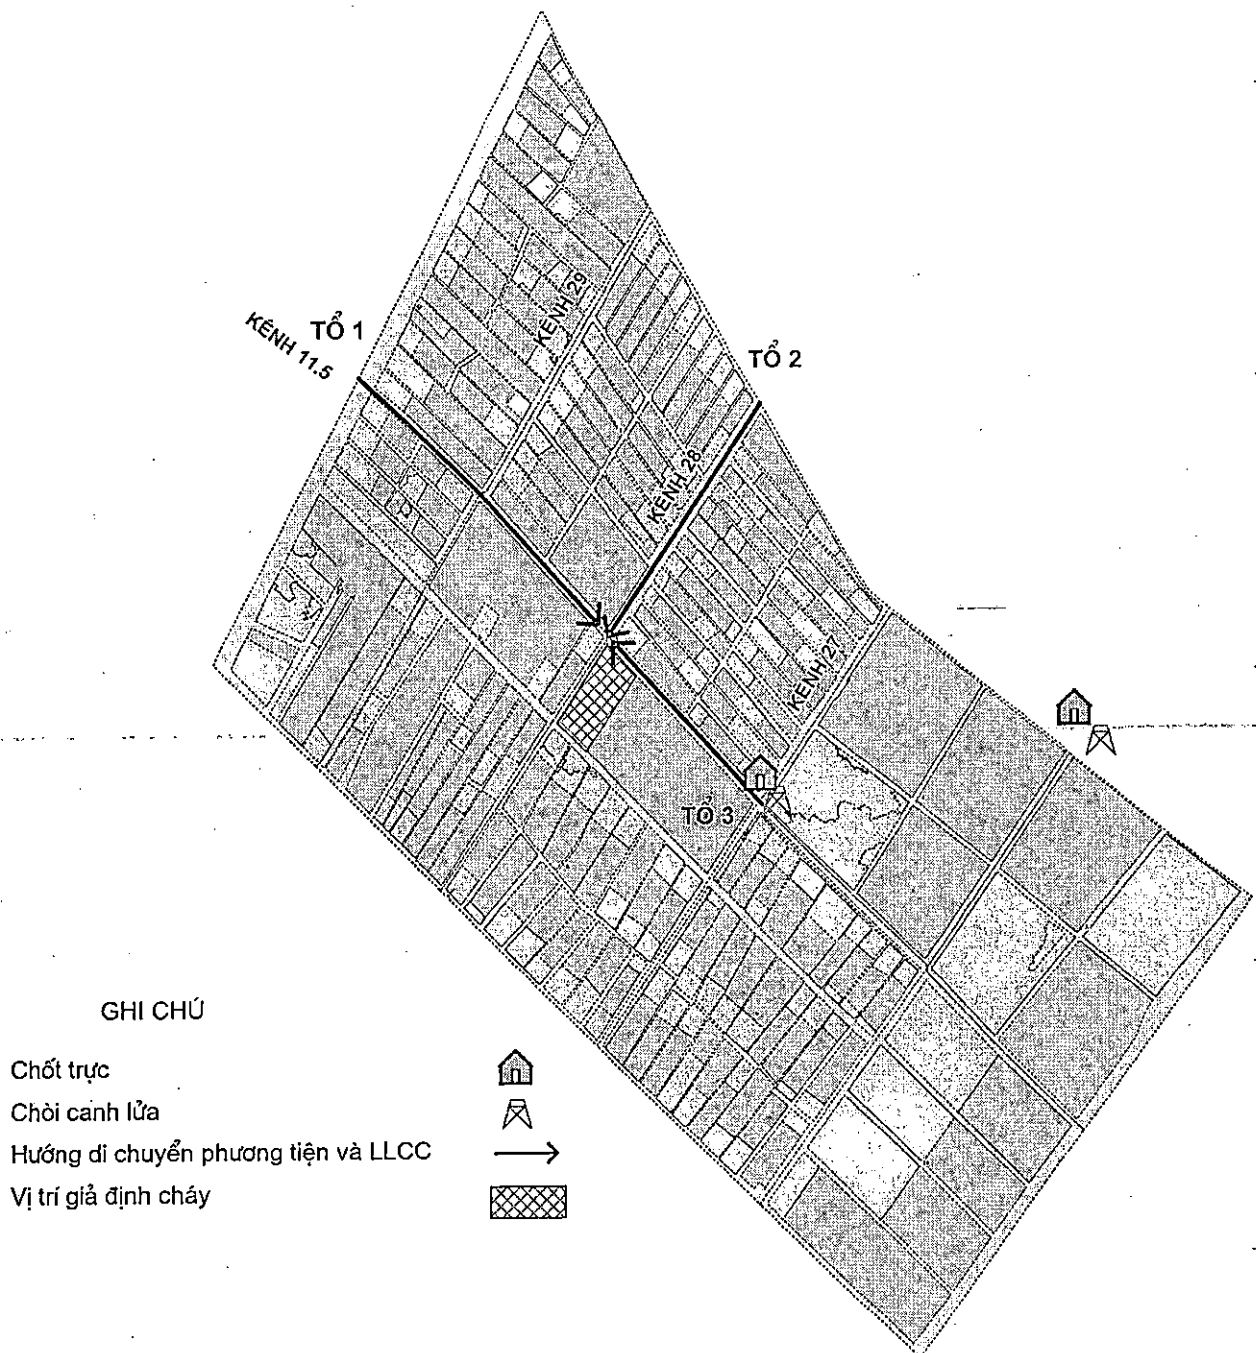 KÊNH 29
TỔ 1
KÊNH 11.5
TỔ 2
KÊNH 28
KÊNH 27
TỔ 3
GHI CHÚ
Chốt trực
Chòi canh lửa
Hướng di chuyển phương tiện và LLCC
Vị trí giả định cháy